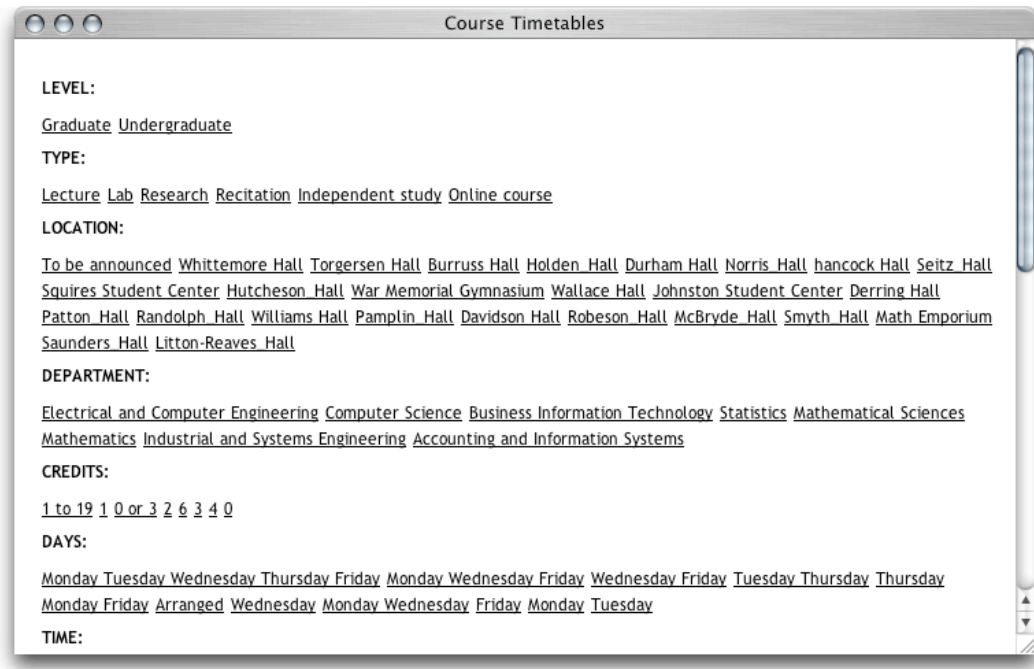 Course Timetables
LEVEL:
Graduate Undergraduate
TYPE:
Lecture Lab Research Recitation Independent study Online course
LOCATION:
To be announced Whittemore Hall Torgersen Hall Burruss Hall Holden_Hall Durham Hall Norris_Hall hancock Hall Seitz_Hall
Squires Student Center Hutcheson_Hall War Memorial Gymnasium Wallace Hall Johnston Student Center Derring Hall
Patton_Hall Randolph_Hall Williams Hall Pamplin_Hall Davidson Hall Robeson_Hall McBryde_Hall Smyth_Hall Math Emporium
Saunders_Hall Litton-Reaves_Hall
DEPARTMENT:
Electrical and Computer Engineering Computer Science Business Information Technology Statistics Mathematical Sciences
Mathematics Industrial and Systems Engineering Accounting and Information Systems
CREDITS:
1 to 19 1 0 or 3 2 6 3 4 0
DAYS:
Monday Tuesday Wednesday Thursday Friday Monday Wednesday Friday Wednesday Friday Tuesday Thursday Thursday
Monday Friday Arranged Wednesday Monday Wednesday Friday Monday Tuesday
TIME: